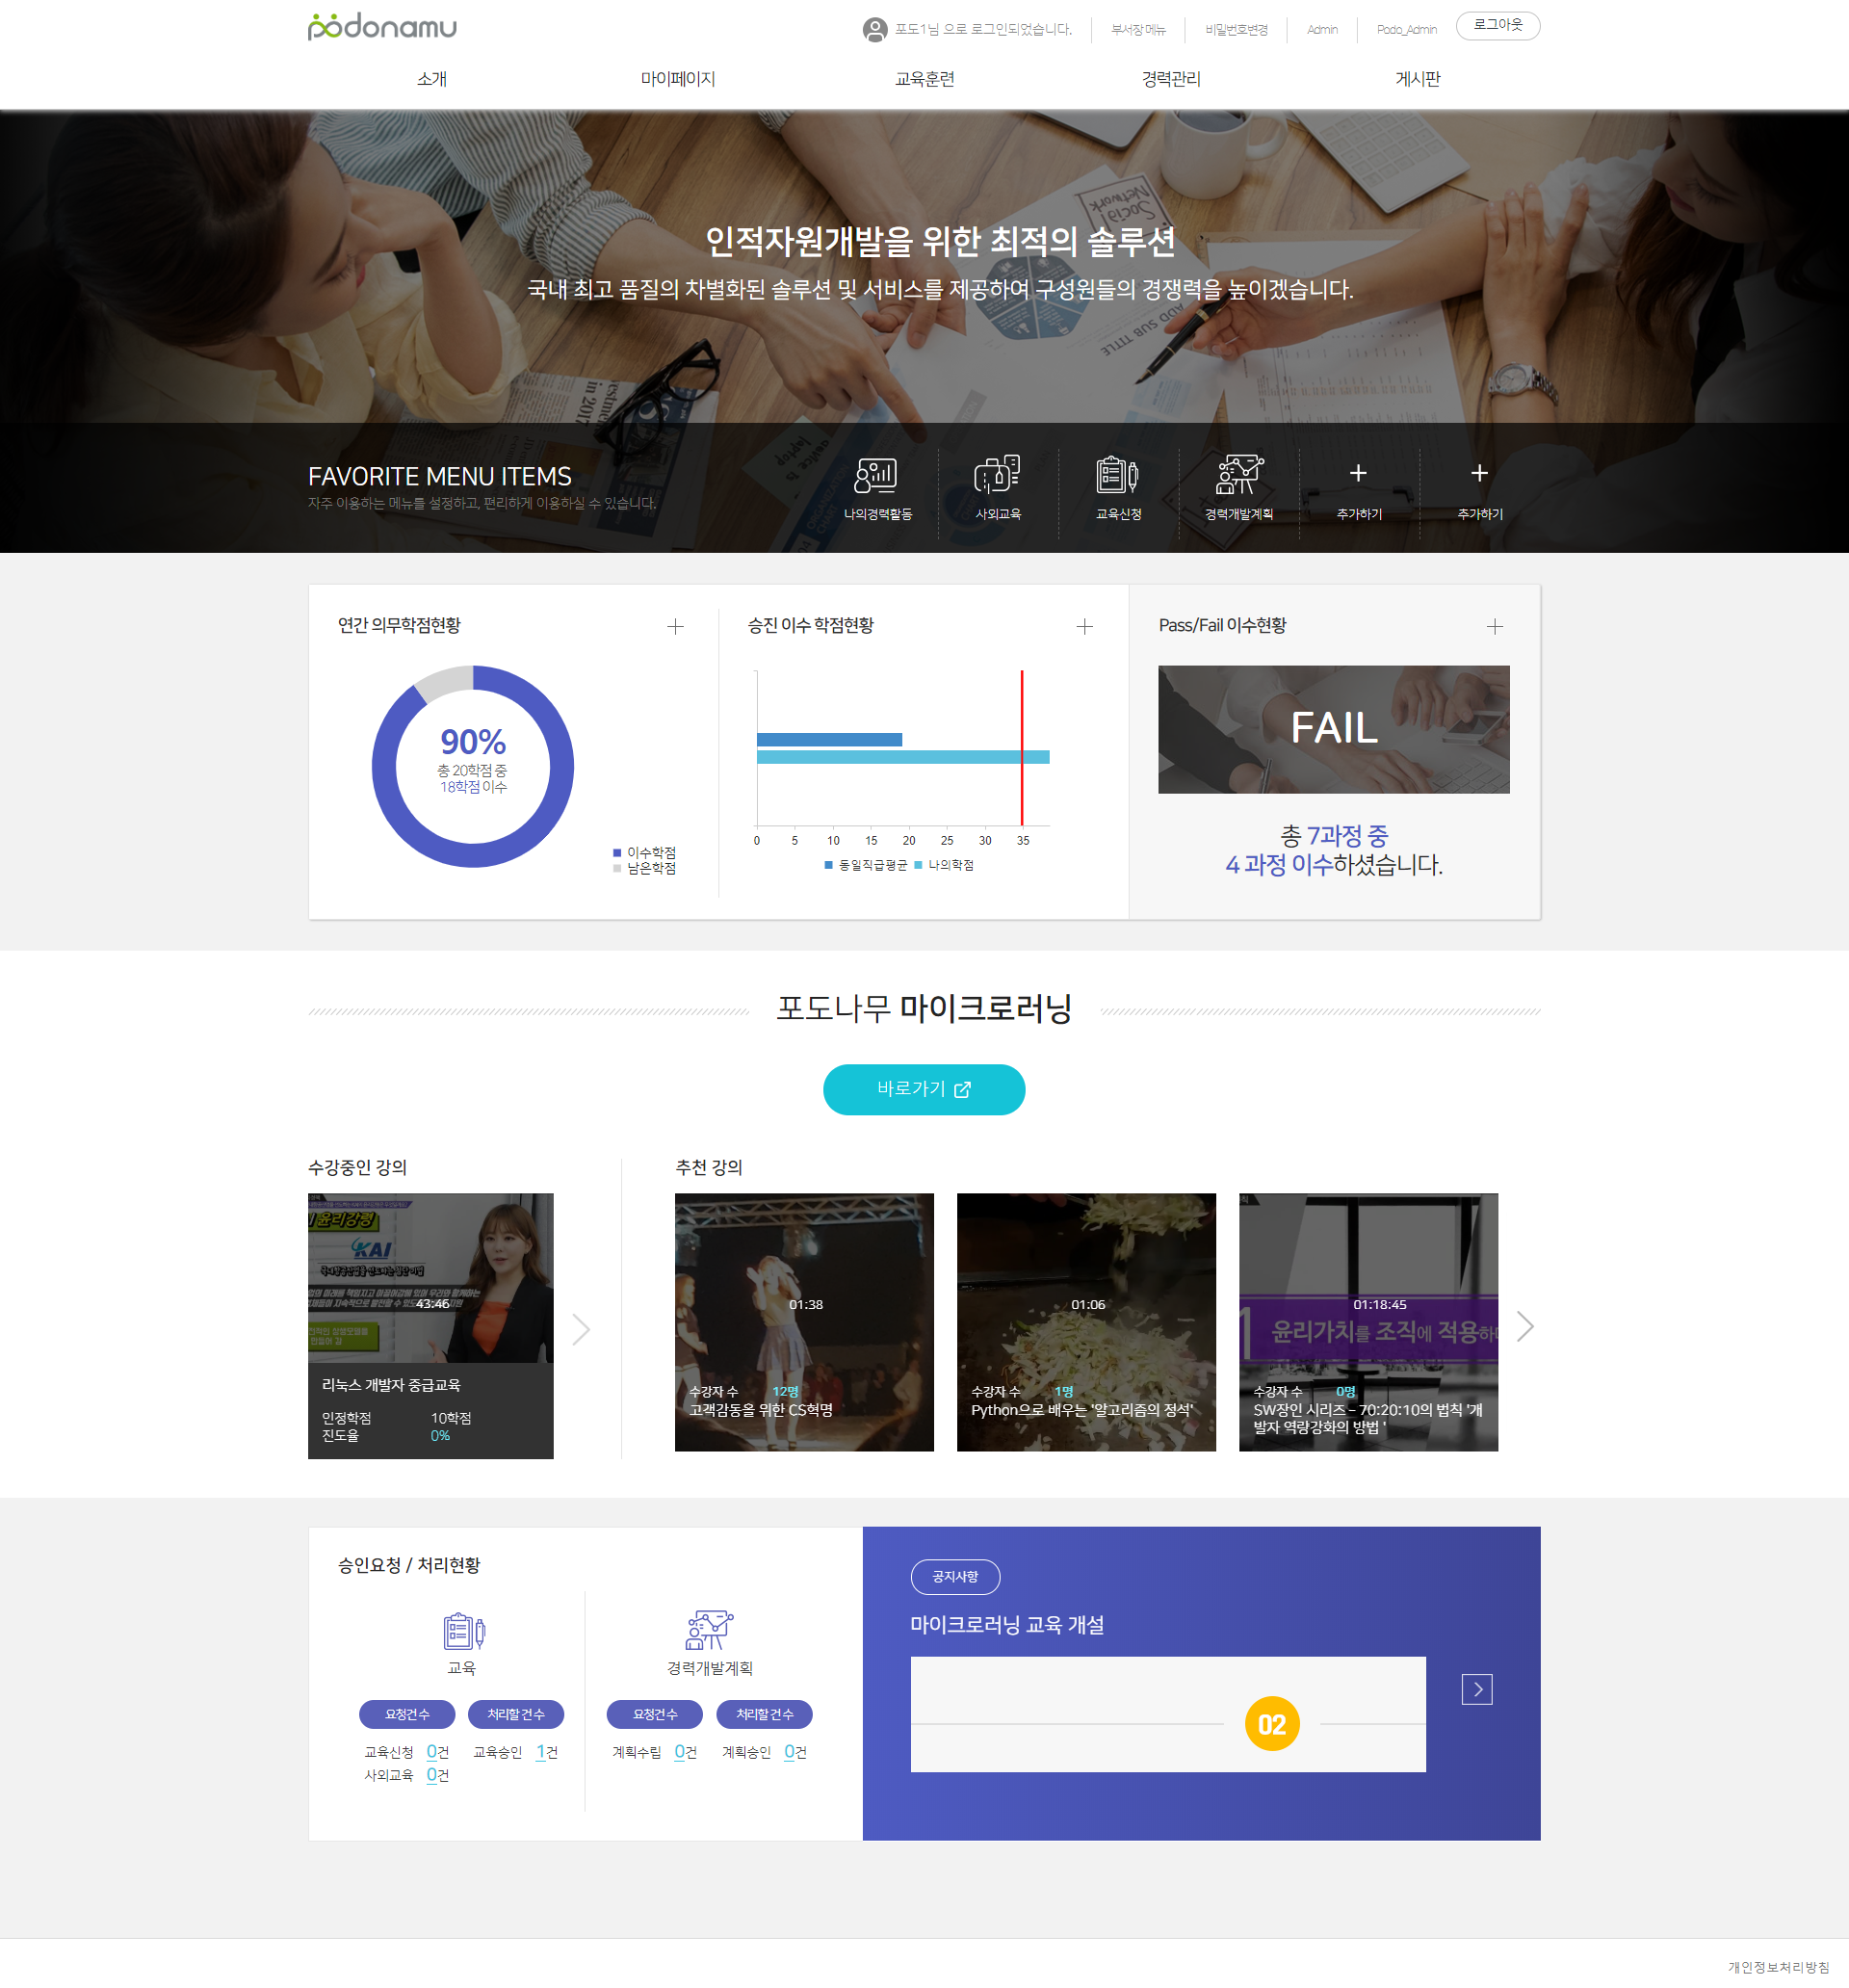 podonamu
포도1님 으로 로그인되었습니다.
부서장 메뉴
비밀번호변경
Admin
Podo_Admin
로그아웃
소개
마이페이지
교육훈련
경력관리
게시판
Social
Network
인적자원개발을 위한 최적의 솔루션
국내 최고 품질의 차별화된 솔루션 및 서비스를 제공하여 구성원들의 경쟁력을 높이겠습니다.
ADD SUB TITLE
in 2017
laptop
FAVORITE MENU ITEMS
자주 이용하는 메뉴를 설정하고, 편리하게 이용하실 수 있습니다.
나의경력활동
사외교육
교육신청
경력개발계획
추가하기
추가하기
연간 의무학점현황
90%
총 20학점 중
18학점 이수
이수학점
남은학점
승진 이수 학점현황
0 5 10 15 20 25 30 35
동일직급평균 나의학점
Pass/Fail 이수현황
FAIL
총 7과정 중
4 과정 이수하셨습니다.
포도나무 마이크로러닝
바로가기
수강중인 강의
윤리강령
KAI
43:46
리눅스 개발자 중급교육
인정학점 10학점
진도율 0%
추천 강의
01:38
수강자 수 12명
고객감동을 위한 CS혁명
01:06
수강자 수 1명
Python으로 배우는 '알고리즘의 정석'
01:18:45
1 윤리가치를 조직에 적용하
수강자 수 0명
SW장인 시리즈 – 70:20:10의 법칙 '개
발자 역량강화의 방법 '
승인요청 / 처리현황
교육
요청건 수
처리할 건 수
교육신청 0건
교육승인 1건
사외교육 0건
경력개발계획
요청건 수
처리할 건 수
계획수립 0건
계획승인 0건
공지사항
마이크로러닝 교육 개설
02
개인정보처리방침